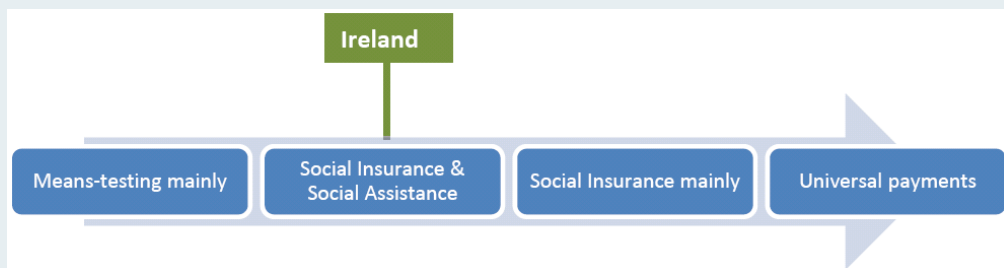 Ireland
Means-testing mainly
Social Insurance &
Social Assistance
Social Insurance mainly
Universal payments